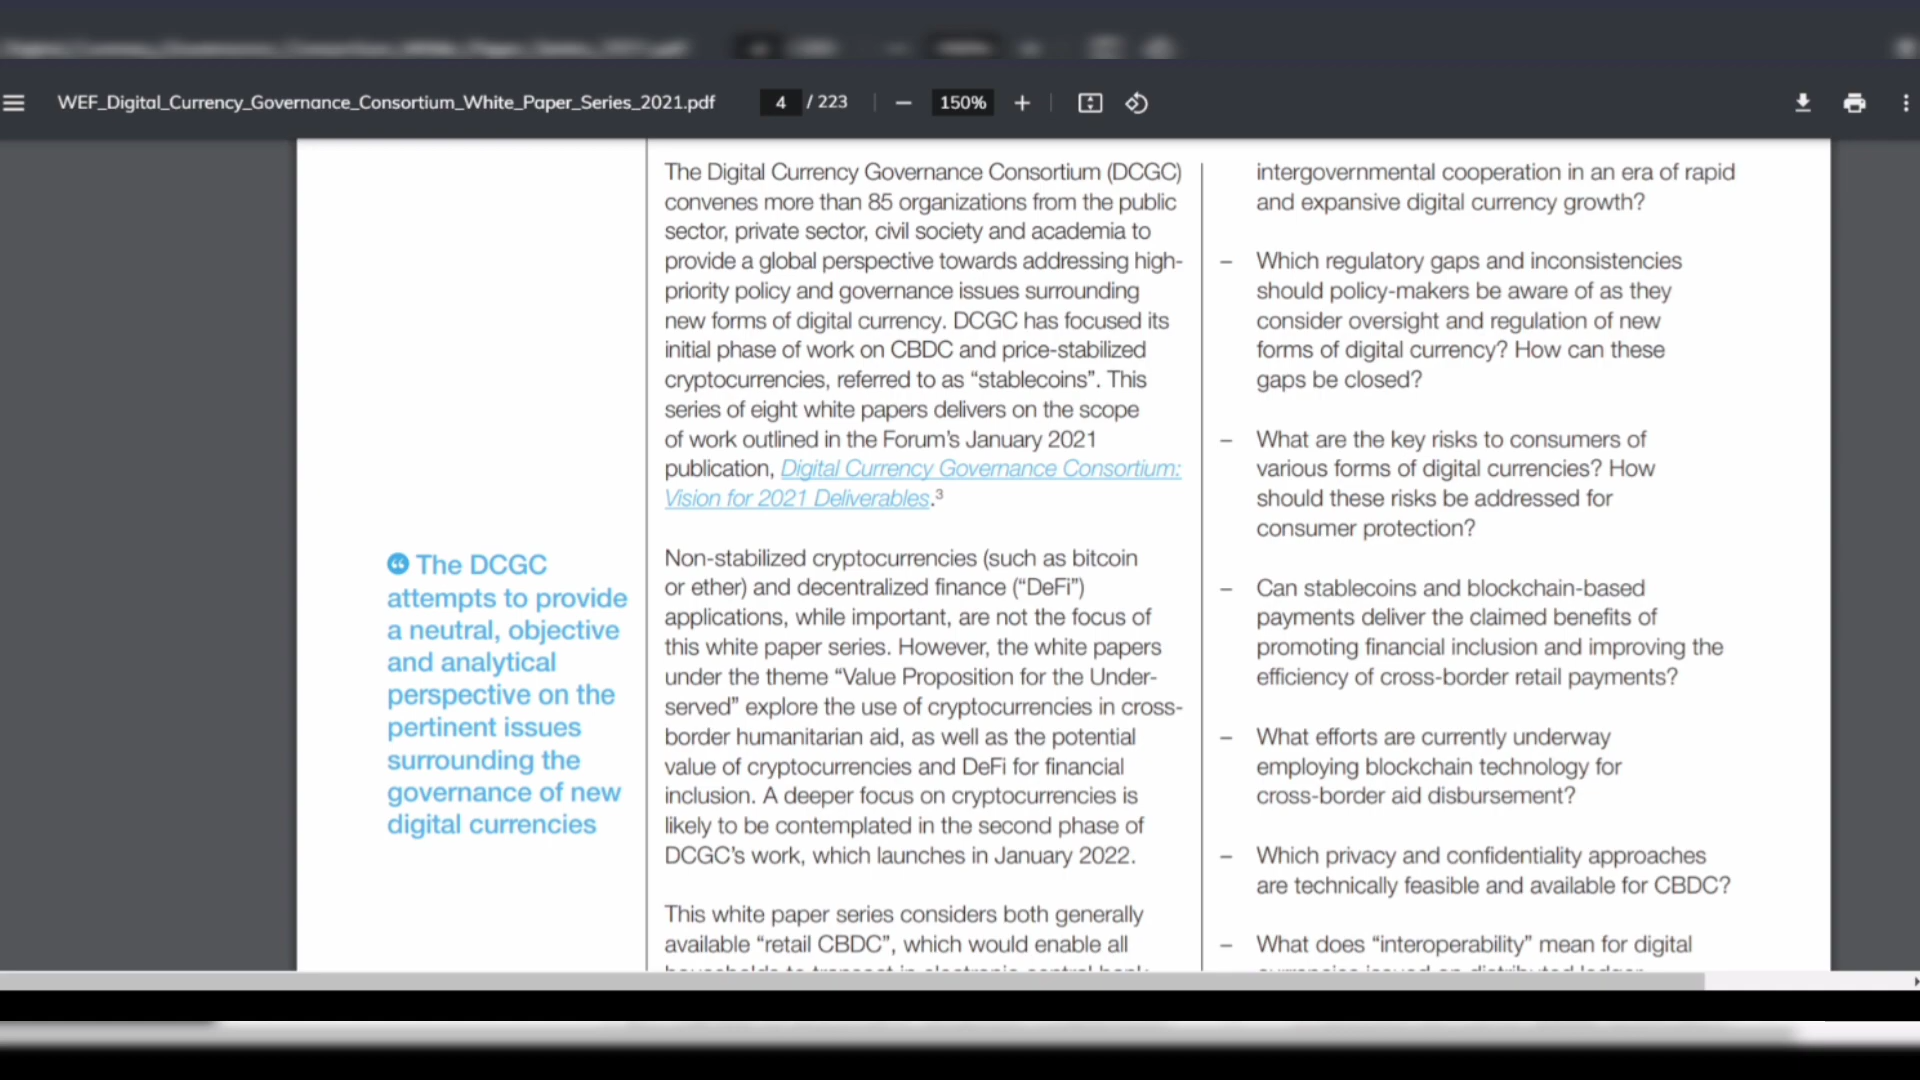 WEF_Digital_Currency_Governance_Consortium_White_Paper_Series_2021.pdf
4 / 223
150%
The DCGC
attempts to provide
a neutral, objective
and analytical
perspective on the
pertinent issues
surrounding the
governance of new
digital currencies
The Digital Currency Governance Consortium (DCGC)
convenes more than 85 organizations from the public
sector, private sector, civil society and academia to
provide a global perspective towards addressing high-
priority policy and governance issues surrounding
new forms of digital currency. DCGC has focused its
initial phase of work on CBDC and price-stabilized
cryptocurrencies, referred to as “stablecoins”. This
series of eight white papers delivers on the scope
of work outlined in the Forum’s January 2021
publication, Digital Currency Governance Consortium:
Vision for 2021 Deliverables.³
Non-stabilized cryptocurrencies (such as bitcoin
or ether) and decentralized finance (“DeFi”)
applications, while important, are not the focus of
this white paper series. However, the white papers
under the theme “Value Proposition for the Under-
served” explore the use of cryptocurrencies in cross-
border humanitarian aid, as well as the potential
value of cryptocurrencies and DeFi for financial
inclusion. A deeper focus on cryptocurrencies is
likely to be contemplated in the second phase of
DCGC’s work, which launches in January 2022.
This white paper series considers both generally
available “retail CBDC”, which would enable all
intergovernmental cooperation in an era of rapid
and expansive digital currency growth?
– Which regulatory gaps and inconsistencies
should policy-makers be aware of as they
consider oversight and regulation of new
forms of digital currency? How can these
gaps be closed?
– What are the key risks to consumers of
various forms of digital currencies? How
should these risks be addressed for
consumer protection?
– Can stablecoins and blockchain-based
payments deliver the claimed benefits of
promoting financial inclusion and improving the
efficiency of cross-border retail payments?
– What efforts are currently underway
employing blockchain technology for
cross-border aid disbursement?
– Which privacy and confidentiality approaches
are technically feasible and available for CBDC?
– What does “interoperability” mean for digital